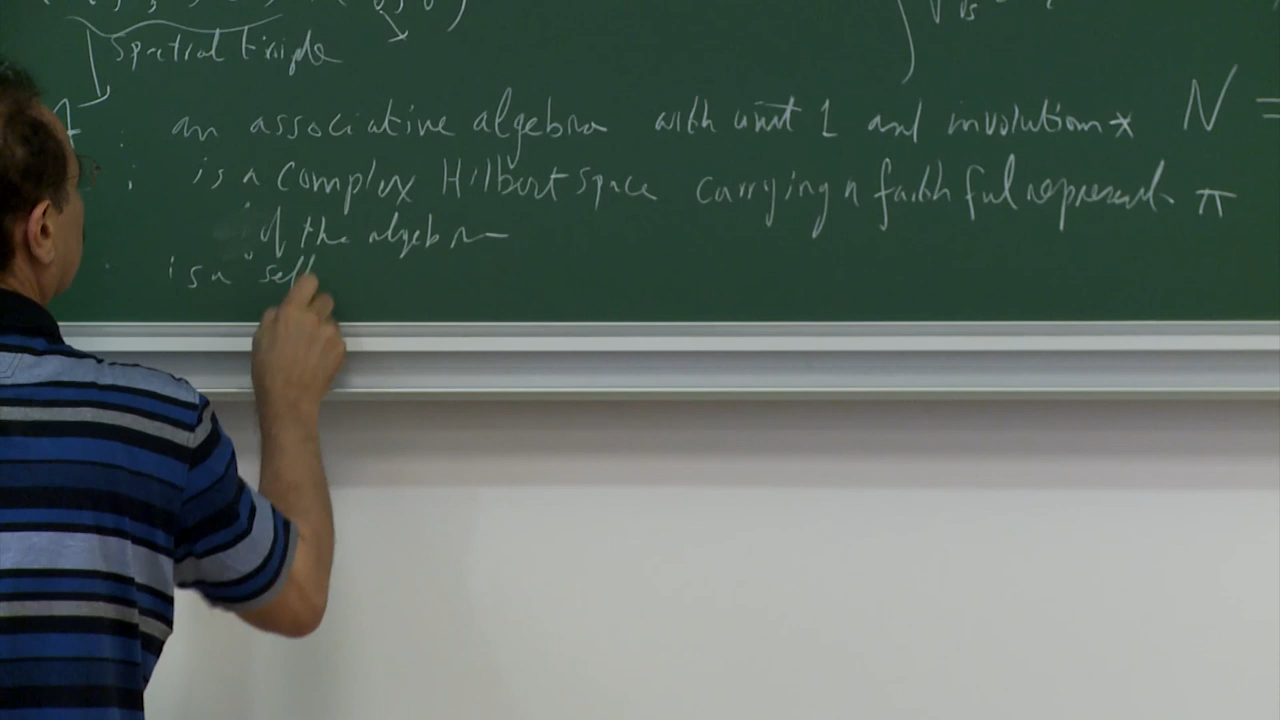 spectral triple
A : an associative algebra with unit 1 and involution *
: is a complex Hilbert space carrying a faithful represent. π
of the algebra
is a self
N =